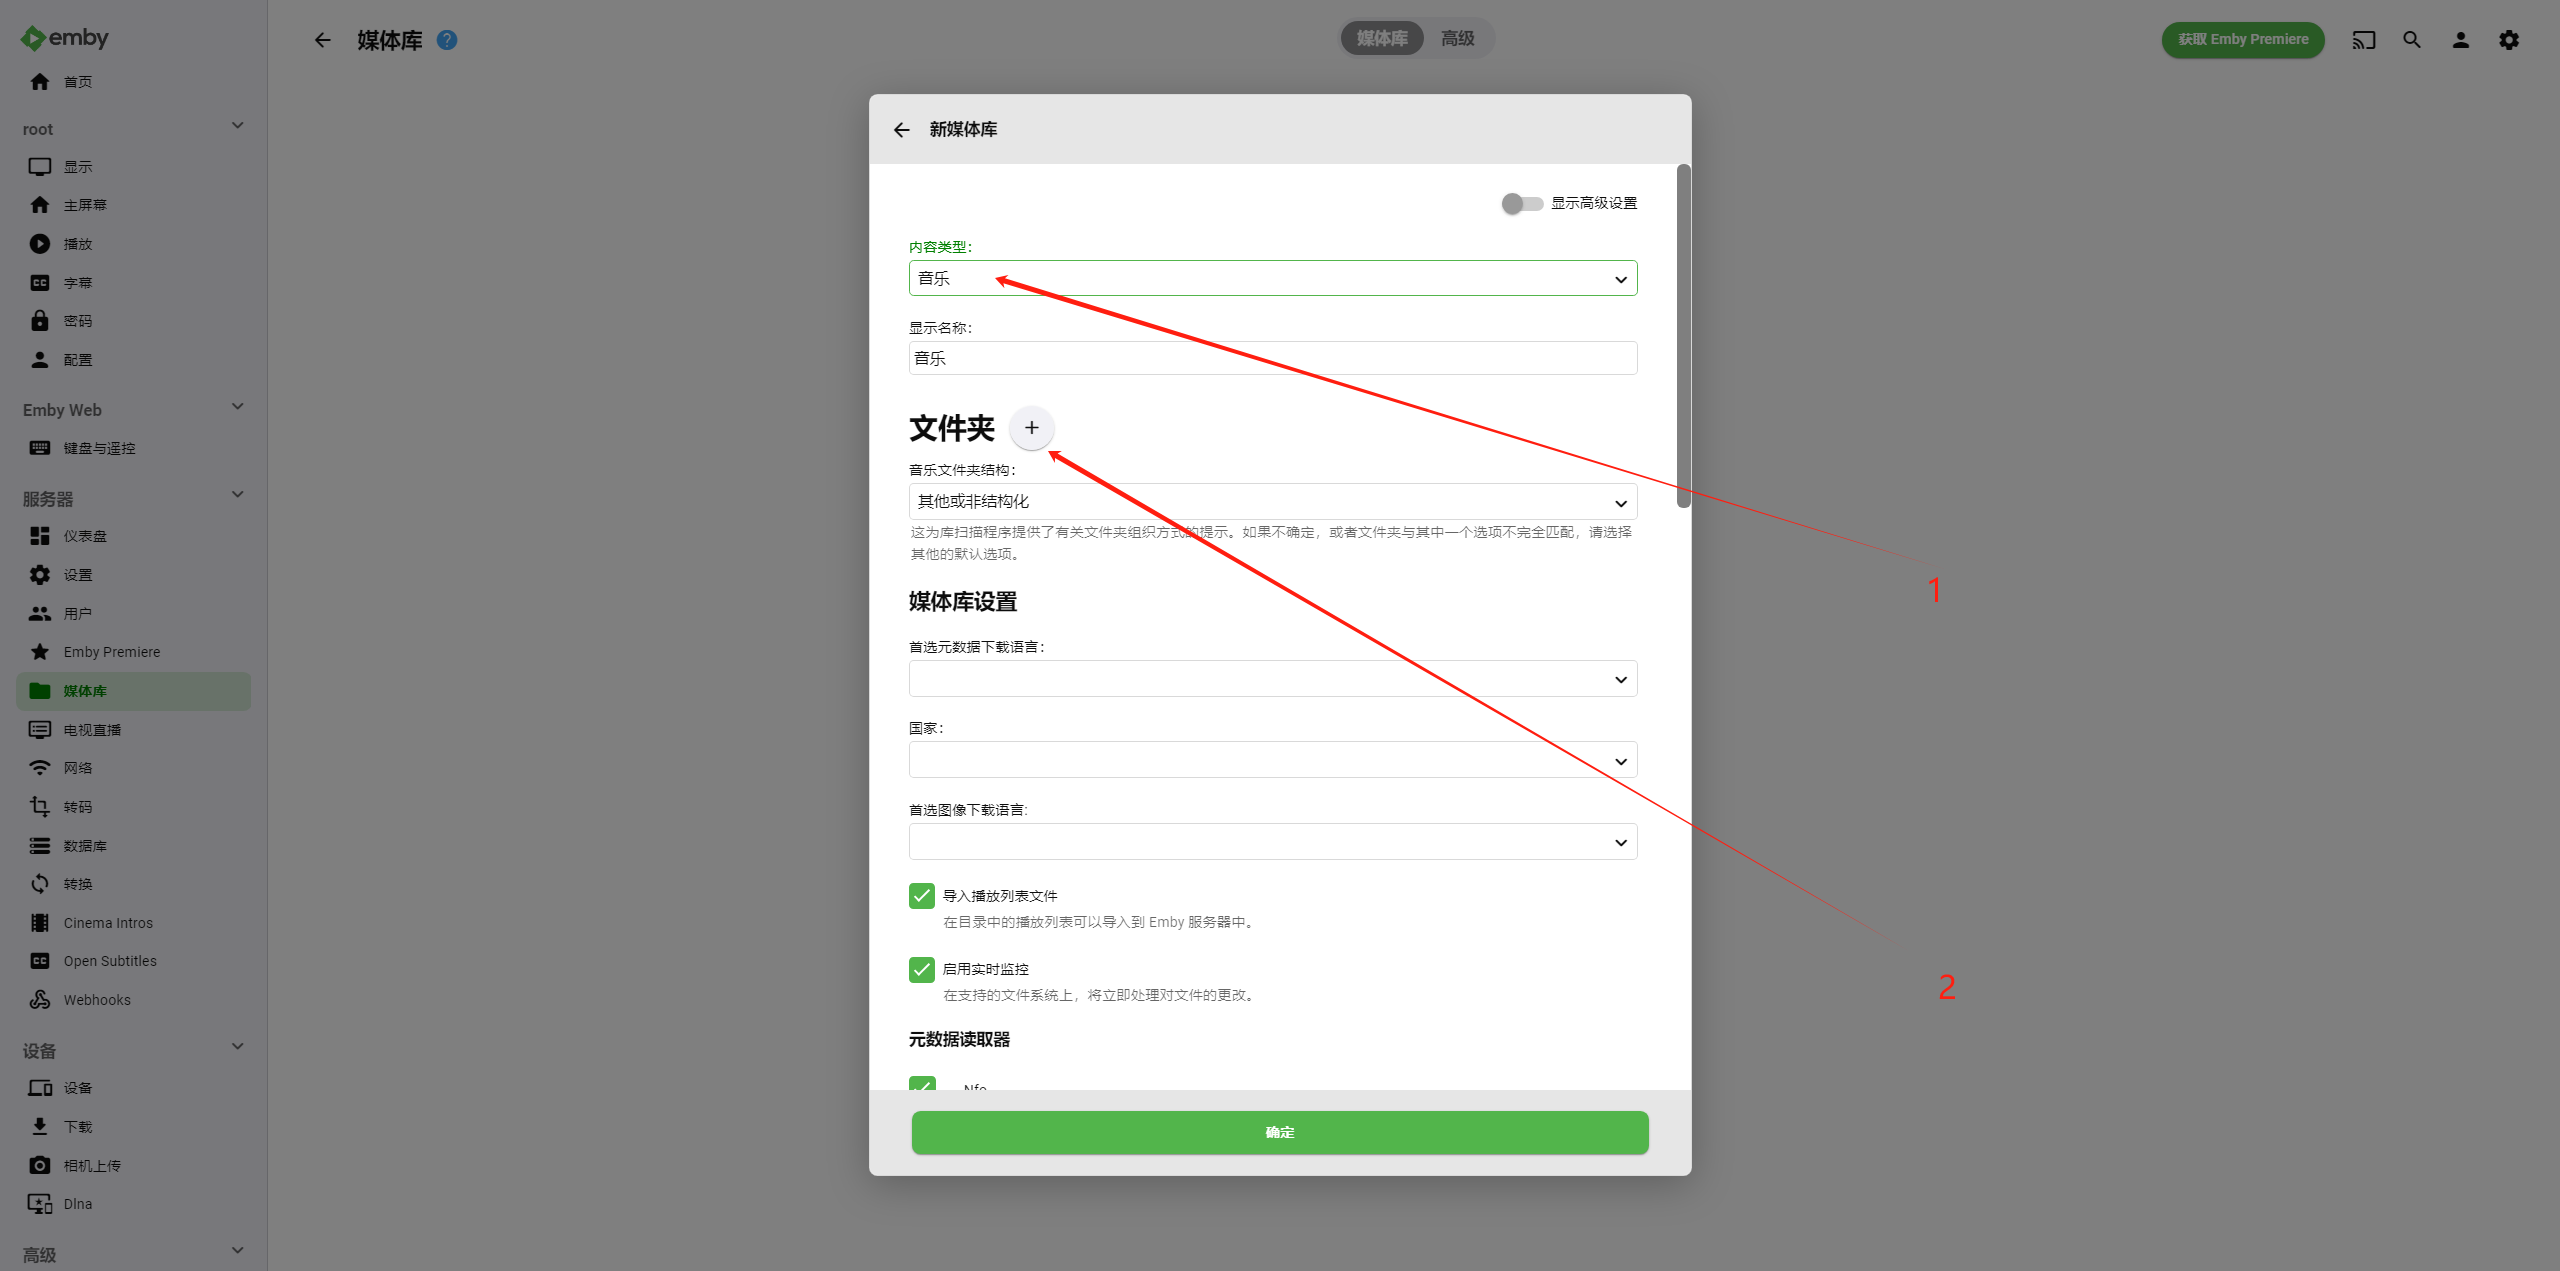 emby
首页
root
显示
主屏幕
播放
字幕
密码
配置
Emby Web
键盘与遥控
服务器
仪表盘
设置
用户
Emby Premiere
媒体库
电视直播
网络
转码
数据库
转换
Cinema Intros
Open Subtitles
Webhooks
设备
设备
下载
相机上传
Dlna
高级
媒体库 ?
媒体库 高级
获取 Emby Premiere
新媒体库
显示高级设置
内容类型:
音乐
显示名称:
音乐
文件夹 +
音乐文件夹结构:
其他或非结构化
这为库扫描程序提供了有关文件夹组织方式的提示。如果不确定，或者文件夹与其中一个选项不完全匹配，请选择
其他的默认选项。
媒体库设置
首选元数据下载语言:
国家:
首选图像下载语言:
导入播放列表文件
在目录中的播放列表可以导入到 Emby 服务器中。
启用实时监控
在支持的文件系统上，将立即处理对文件的更改。
元数据读取器
Nfo
确定
1
2